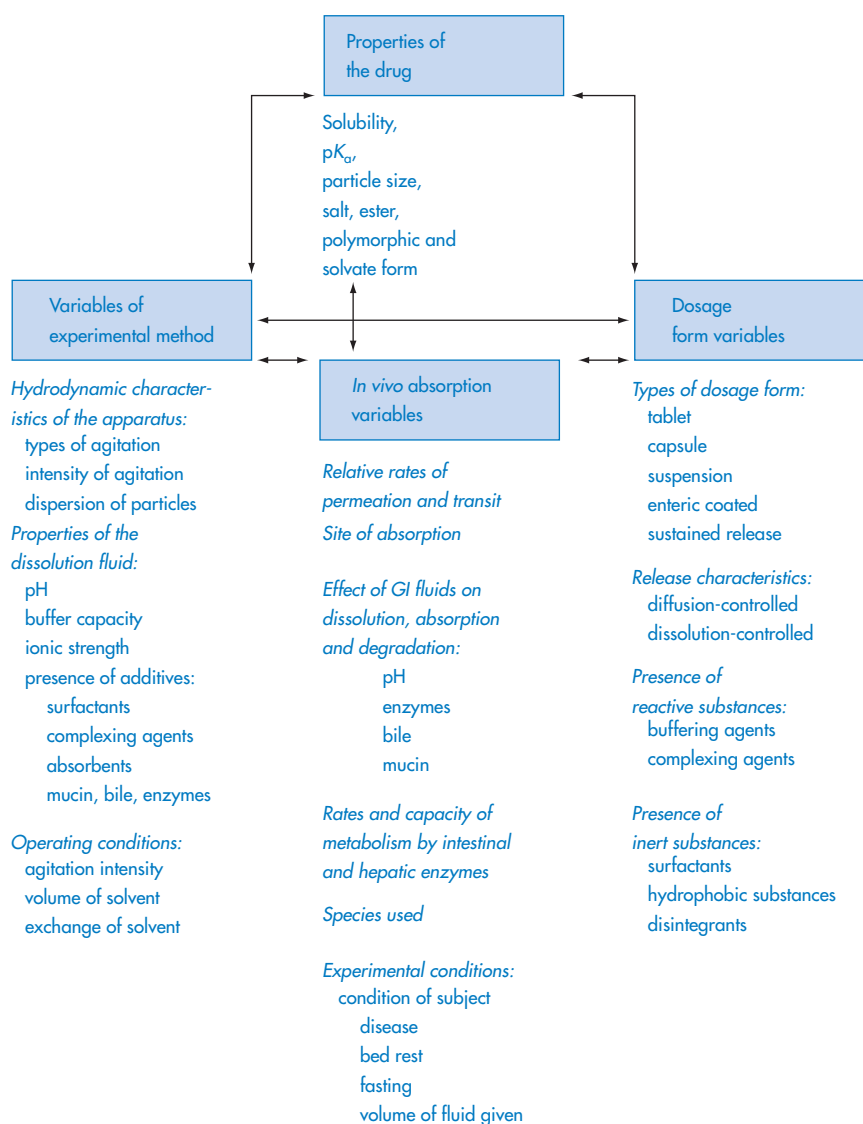 Properties of
the drug
Solubility,
pKa,
particle size,
salt, ester,
polymorphic and
solvate form
Variables of
experimental method
Hydrodynamic character-
istics of the apparatus:
types of agitation
intensity of agitation
dispersion of particles
Properties of the
dissolution fluid:
pH
buffer capacity
ionic strength
presence of additives:
surfactants
complexing agents
absorbents
mucin, bile, enzymes
Operating conditions:
agitation intensity
volume of solvent
exchange of solvent
In vivo absorption
variables
Relative rates of
permeation and transit
Site of absorption
Effect of GI fluids on
dissolution, absorption
and degradation:
pH
enzymes
bile
mucin
Rates and capacity of
metabolism by intestinal
and hepatic enzymes
Species used
Experimental conditions:
condition of subject
disease
bed rest
fasting
volume of fluid given
Dosage
form variables
Types of dosage form:
tablet
capsule
suspension
enteric coated
sustained release
Release characteristics:
diffusion-controlled
dissolution-controlled
Presence of
reactive substances:
buffering agents
complexing agents
Presence of
inert substances:
surfactants
hydrophobic substances
disintegrants